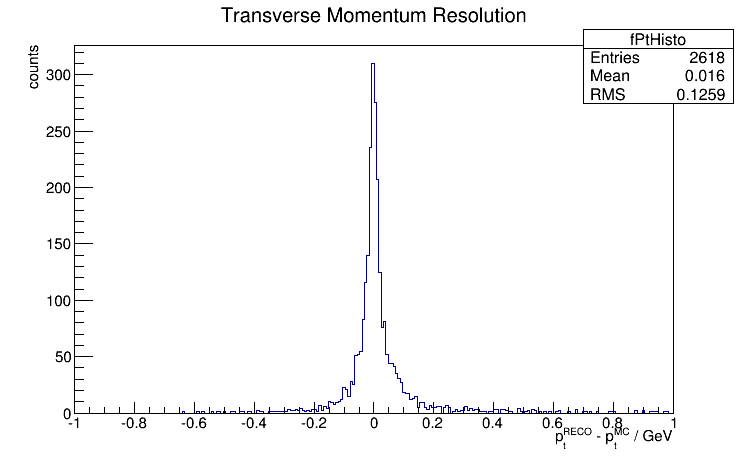 Transverse Momentum Resolution
fPtHisto
Entries 2618
Mean 0.016
RMS 0.1259
counts
300
250
200
150
100
50
0
-1 -0.8 -0.6 -0.4 -0.2 0 0.2 0.4 0.6 0.8 1
p_t^RECO - p_t^MC / GeV